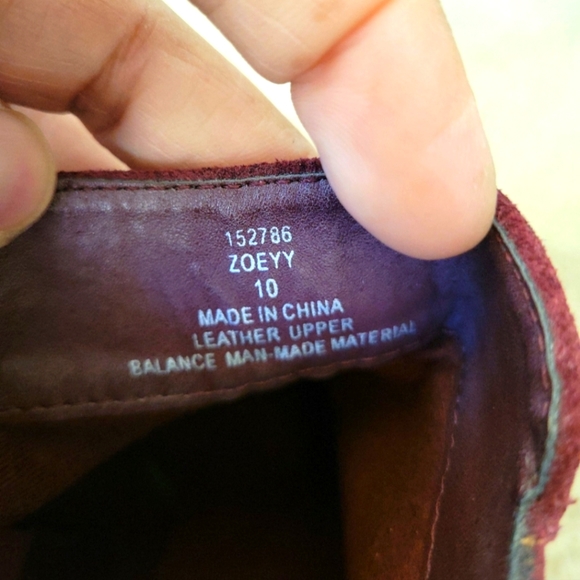 152786
ZOEYY
10
MADE IN CHINA
LEATHER UPPER
BALANCE MAN-MADE MATERIAL